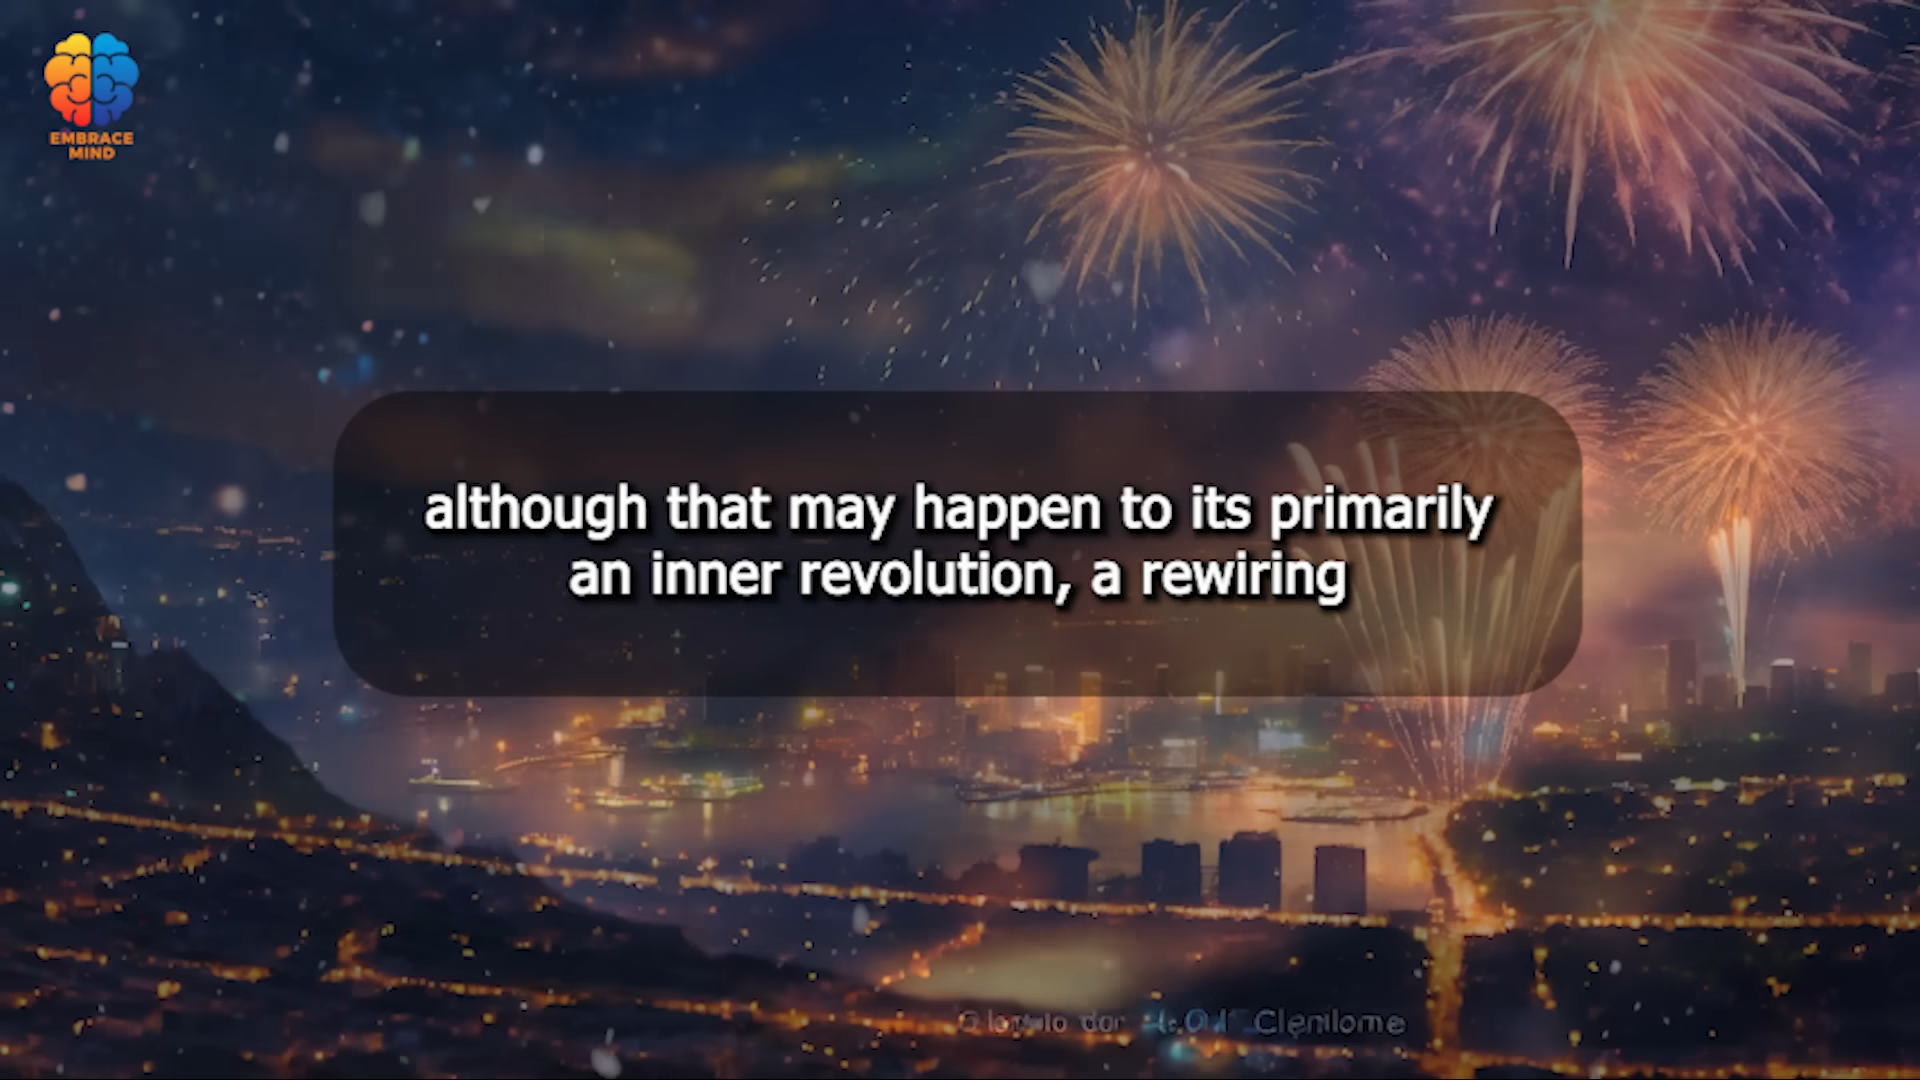 EMBRACE
MIND
although that may happen to its primarily
an inner revolution, a rewiring